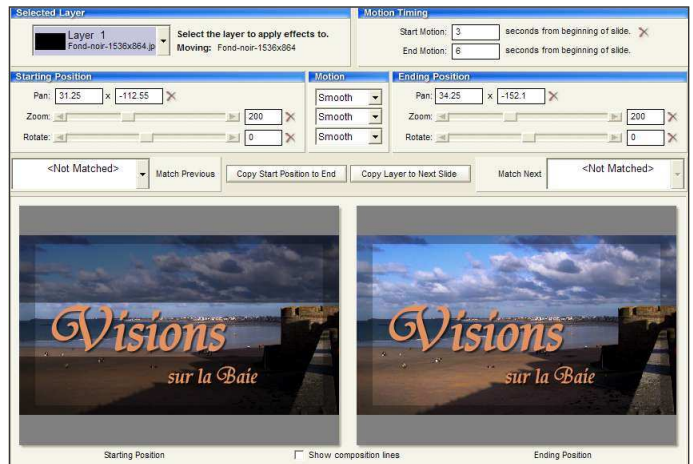 Selected Layer
Layer 1
Fond-noir-1536x864.jp
Select the layer to apply effects to.
Moving: Fond-noir-1536x864
Motion Timing
Start Motion: 3 seconds from beginning of slide.
End Motion: 6 seconds from beginning of slide.
Starting Position
Pan: 31.25 x -112.55
Zoom: 200
Rotate: 0
Motion
Smooth
Smooth
Smooth
Ending Position
Pan: 34.25 x -152.1
Zoom: 200
Rotate: 0
<Not Matched> Match Previous
Copy Start Position to End
Copy Layer to Next Slide
Match Next <Not Matched>
Visions
sur la Baie
Visions
sur la Baie
Starting Position
Show composition lines
Ending Position